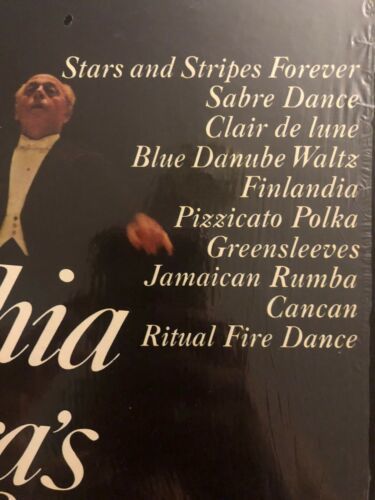 Stars and Stripes Forever
Sabre Dance
Clair de lune
Blue Danube Waltz
Finlandia
Pizzicato Polka
Greensleeves
Jamaican Rumba
Cancan
Ritual Fire Dance
hia
a's